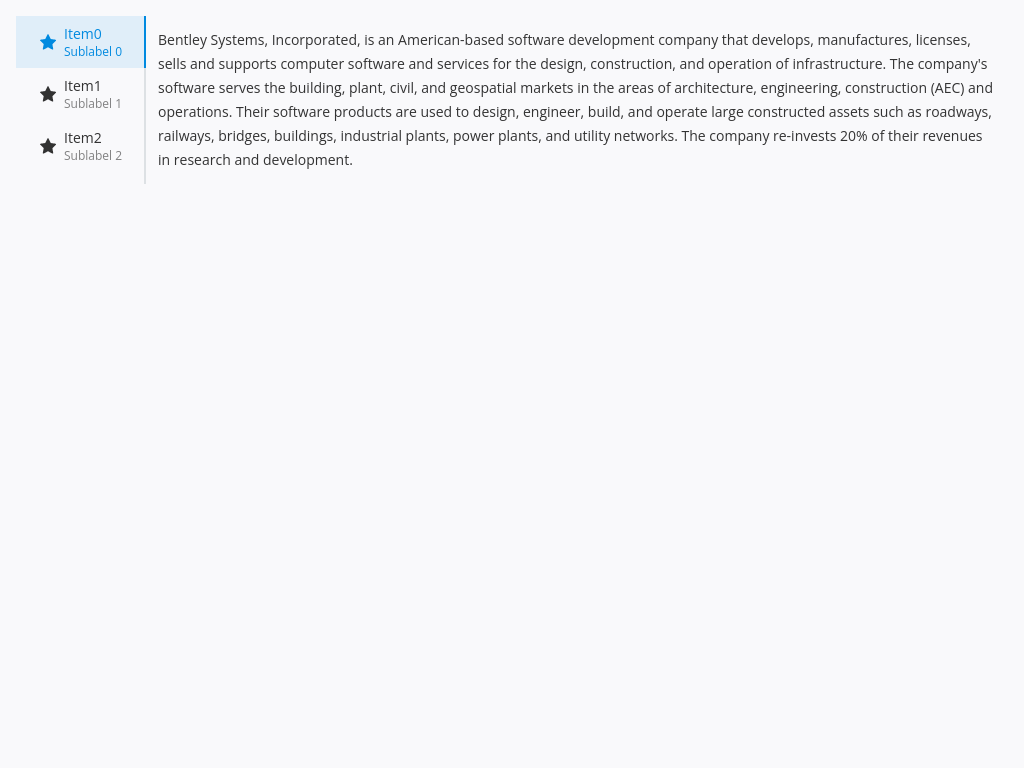 Item0
Sublabel 0
Item1
Sublabel 1
Item2
Sublabel 2
Bentley Systems, Incorporated, is an American-based software development company that develops, manufactures, licenses,
sells and supports computer software and services for the design, construction, and operation of infrastructure. The company's
software serves the building, plant, civil, and geospatial markets in the areas of architecture, engineering, construction (AEC) and
operations. Their software products are used to design, engineer, build, and operate large constructed assets such as roadways,
railways, bridges, buildings, industrial plants, power plants, and utility networks. The company re-invests 20% of their revenues
in research and development.